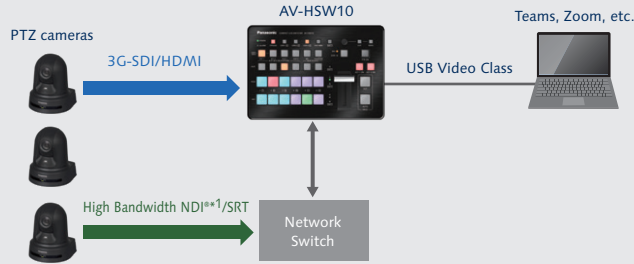 AV-HSW10
Teams, Zoom, etc.
PTZ cameras
3G-SDI/HDMI
Panasonic
USB Video Class
High Bandwidth NDI®*1/SRT
Network
Switch